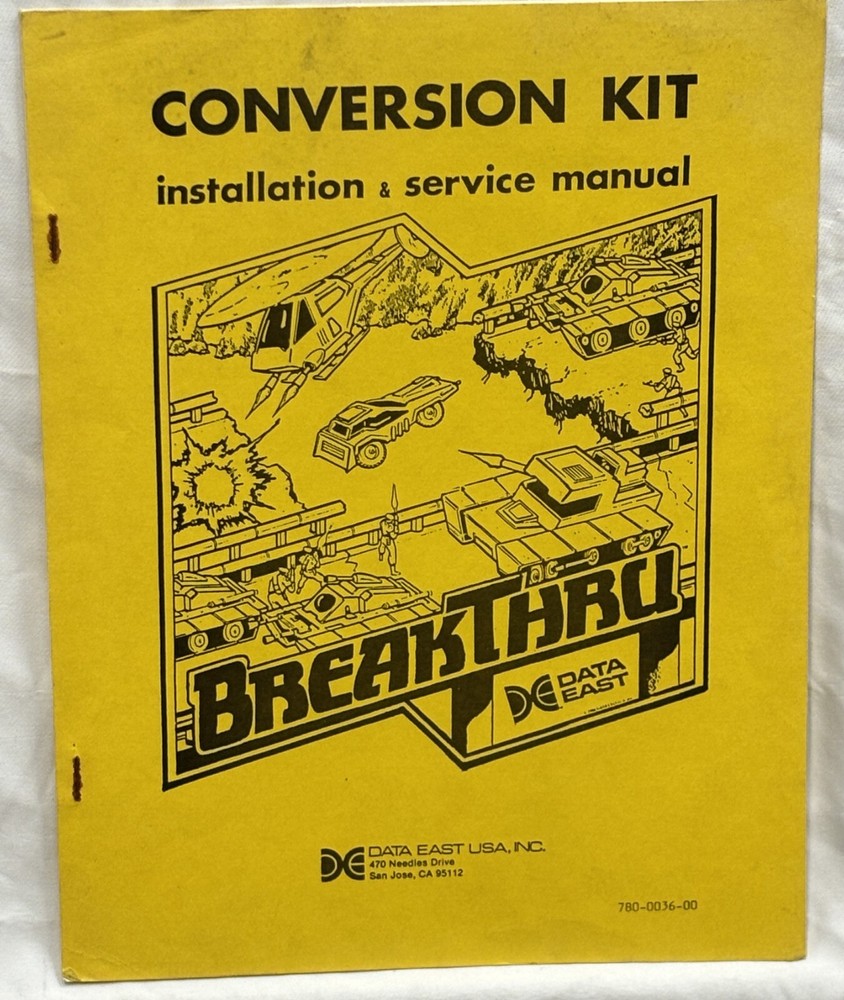 CONVERSION KIT
installation & service manual
BREAKTHRU
DATA
EAST
DATA EAST USA, INC.
470 Needles Drive
San Jose, CA 95112
780-0036-00